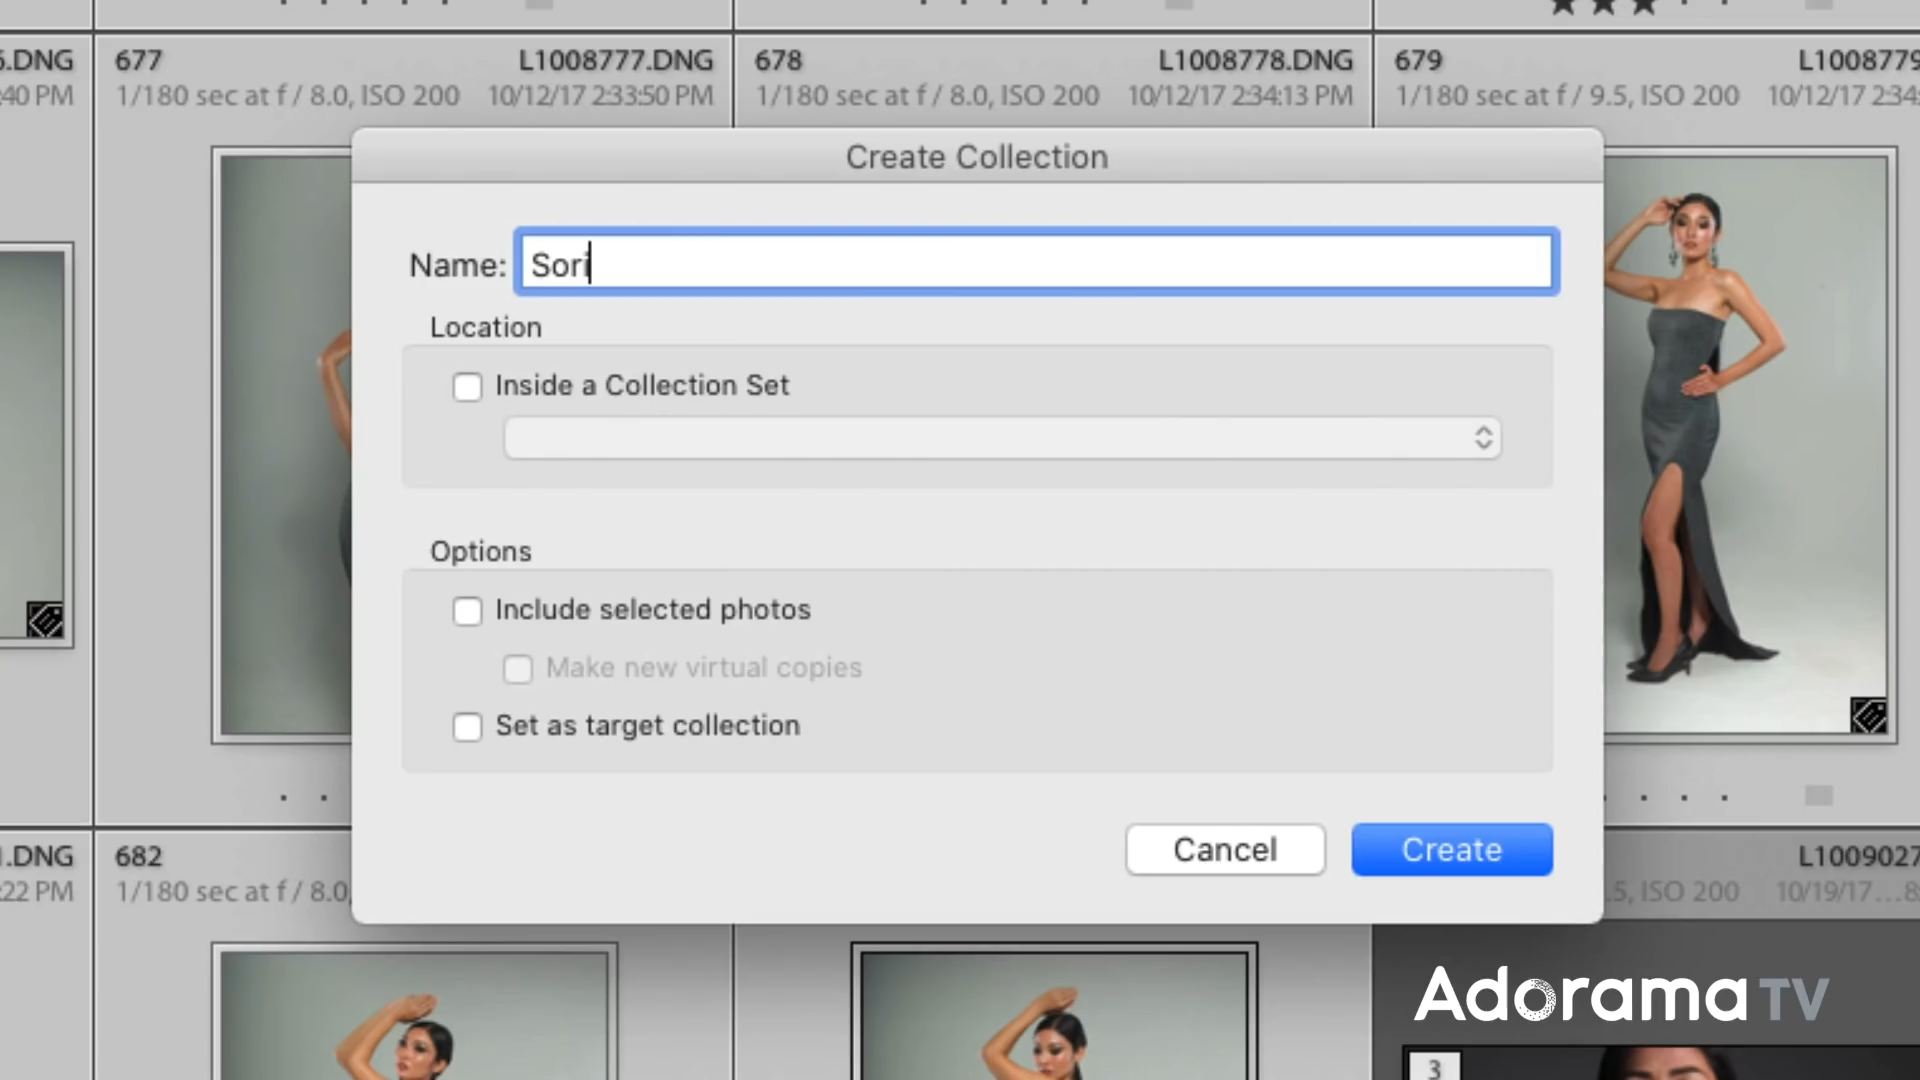 6.DNG
677
L1008777.DNG
678
L1008778.DNG
679
L1008779
:40 PM
1/180 sec at f / 8.0, ISO 200
10/12/17 2:33:50 PM
1/180 sec at f / 8.0, ISO 200
10/12/17 2:34:13 PM
1/180 sec at f / 9.5, ISO 200
10/12/17 2:34:
Create Collection
Name: Sori
Location
Inside a Collection Set
Options
Include selected photos
Make new virtual copies
Set as target collection
Cancel
Create
.DNG
682
L1009027
:22 PM
1/180 sec at f / 8.0,
.5, ISO 200
10/19/17...8:
Adorama TV
3